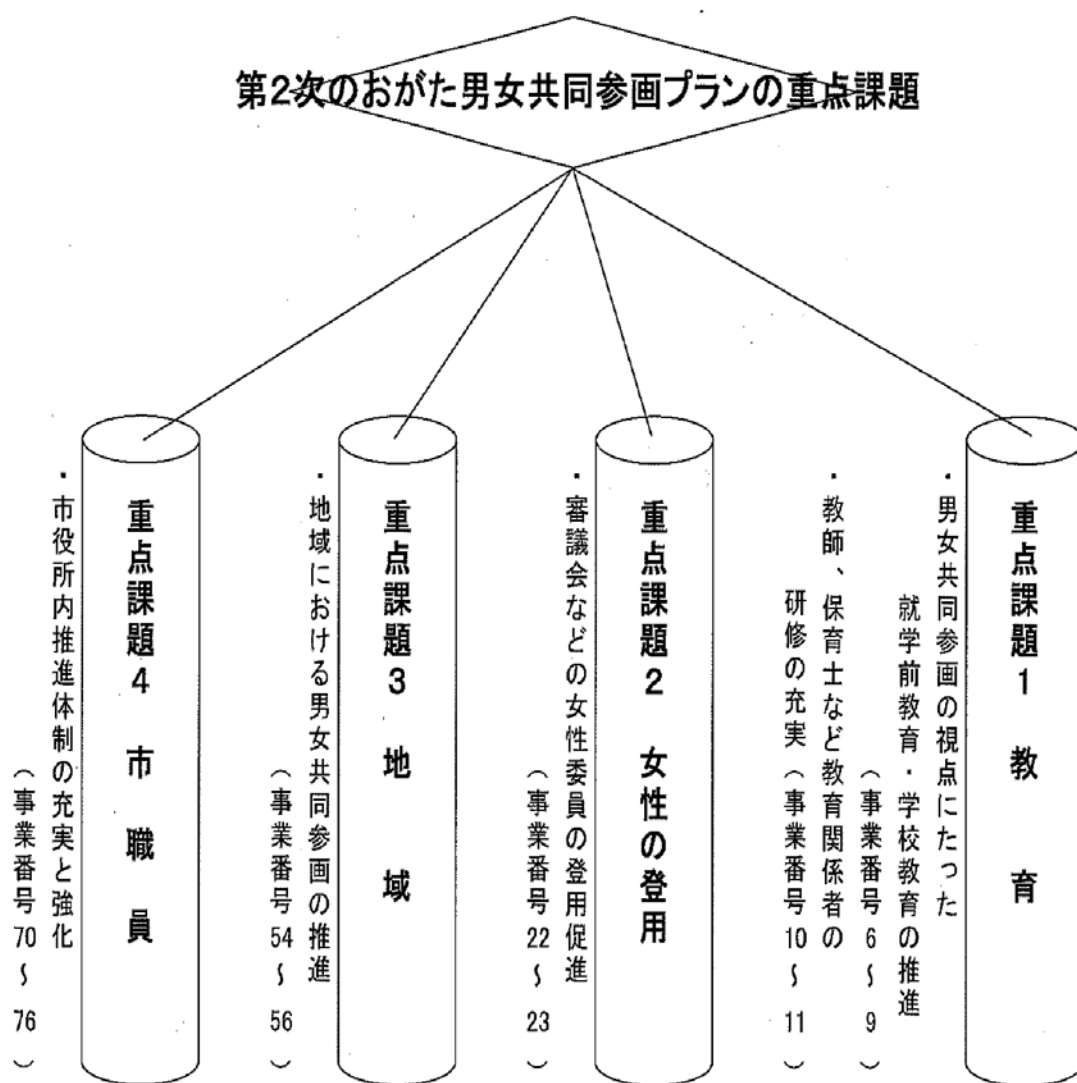 第2次のおがた男女共同参画プランの重点課題
重点課題1　教　育
・男女共同参画の視点にたった
就学前教育・学校教育の推進
（事業番号6～9）
・教師、保育士など教育関係者の
研修の充実（事業番号10～11）
重点課題2　女性の登用
・審議会などの女性委員の登用促進
（事業番号22～23）
重点課題3　地　域
・地域における男女共同参画の推進
（事業番号54～56）
重点課題4　市　職　員
・市役所内推進体制の充実と強化
（事業番号70～76）